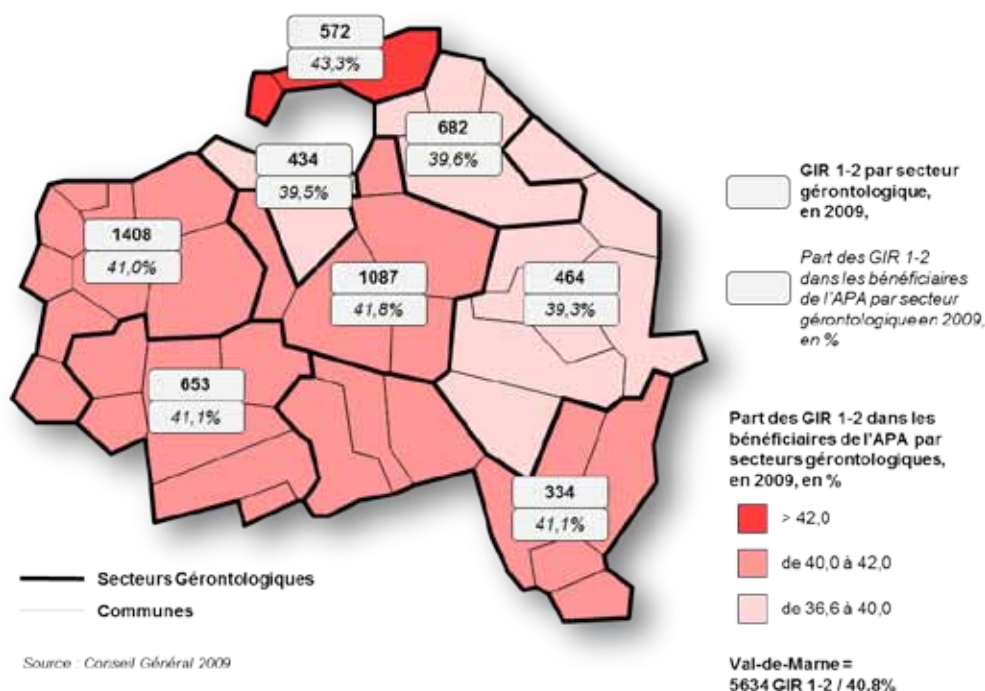 572
43,3%
682
39,6%
434
39,5%
1408
41,0%
1087
41,8%
464
39,3%
653
41,1%
334
41,1%
GIR 1-2 par secteur
gérontologique,
en 2009,
Part des GIR 1-2
dans les bénéficiaires
de l'APA par secteur
gérontologique en 2009,
en %
Part des GIR 1-2 dans les
bénéficiaires de l'APA par
secteurs gérontologiques,
en 2009, en %
> 42,0
de 40,0 à 42,0
de 36,6 à 40,0
Secteurs Gérontologiques
Communes
Source : Conseil Général 2009
Val-de-Marne =
5634 GIR 1-2 / 40,8%